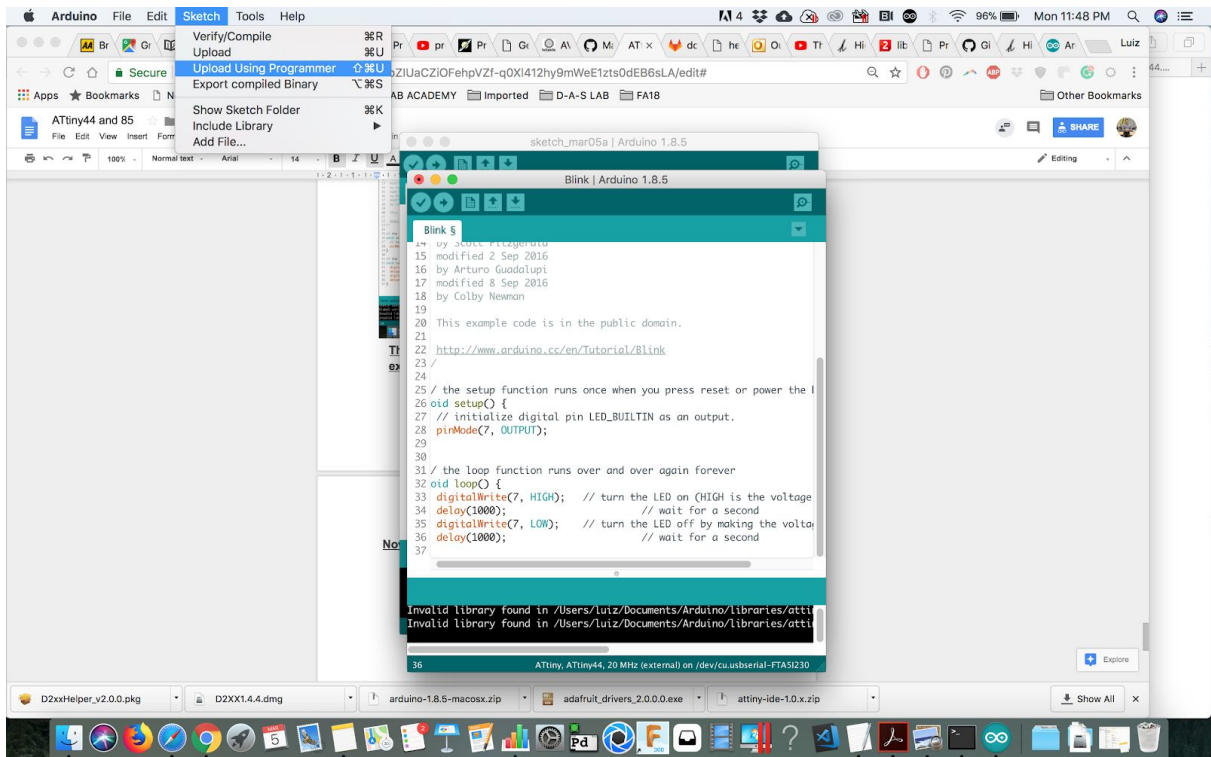 Arduino File Edit Sketch Tools Help
4 96% Mon 11:48 PM
Verify/Compile ⌘R
Upload ⌘U
Upload Using Programmer ⇧⌘U
Export compiled Binary ⌥⌘S
Show Sketch Folder ⌘K
Include Library
Add File...
Luiz
Secure
/edit#
Apps Bookmarks
AB ACADEMY Imported D-A-S LAB FA18 Other Bookmarks
ATtiny44 and 85
File Edit View Insert
SHARE
100% Normal text Arial 14 B I U A
Editing
sketch_mar05a | Arduino 1.8.5
Blink | Arduino 1.8.5
Blink §
14 by Scott Fitzgerald
15 modified 2 Sep 2016
16 by Arturo Guadalupi
17 modified 8 Sep 2016
18 by Colby Newman
19
20 This example code is in the public domain.
21
22 http://www.arduino.cc/en/Tutorial/Blink
23 /
24
25 / the setup function runs once when you press reset or power the
26 oid setup() {
27 // initialize digital pin LED_BUILTIN as an output.
28 pinMode(7, OUTPUT);
29
30
31 / the loop function runs over and over again forever
32 oid loop() {
33 digitalWrite(7, HIGH); // turn the LED on (HIGH is the voltage
34 delay(1000); // wait for a second
35 digitalWrite(7, LOW); // turn the LED off by making the volta
36 delay(1000); // wait for a second
37
Invalid library found in /Users/luiz/Documents/Arduino/libraries/atti
Invalid library found in /Users/luiz/Documents/Arduino/libraries/atti
36 ATtiny, ATtiny44, 20 MHz (external) on /dev/cu.usbserial-FTA5I230
Explore
D2xxHelper_v2.0.0.pkg D2XX1.4.4.dmg arduino-1.8.5-macosx.zip adafruit_drivers_2.0.0.0.exe attiny-ide-1.0.x.zip Show All